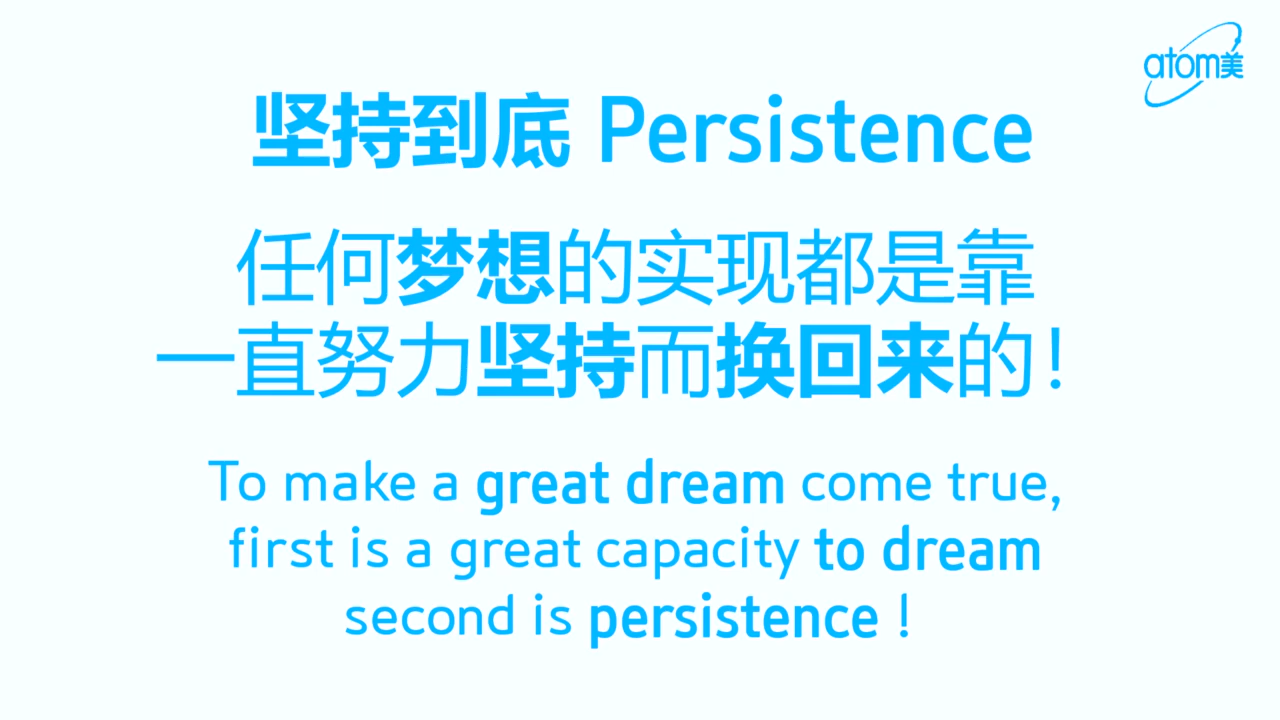 atom美
坚持到底 Persistence
任何梦想的实现都是靠
一直努力坚持而换回来的！
To make a great dream come true,
first is a great capacity to dream
second is persistence !